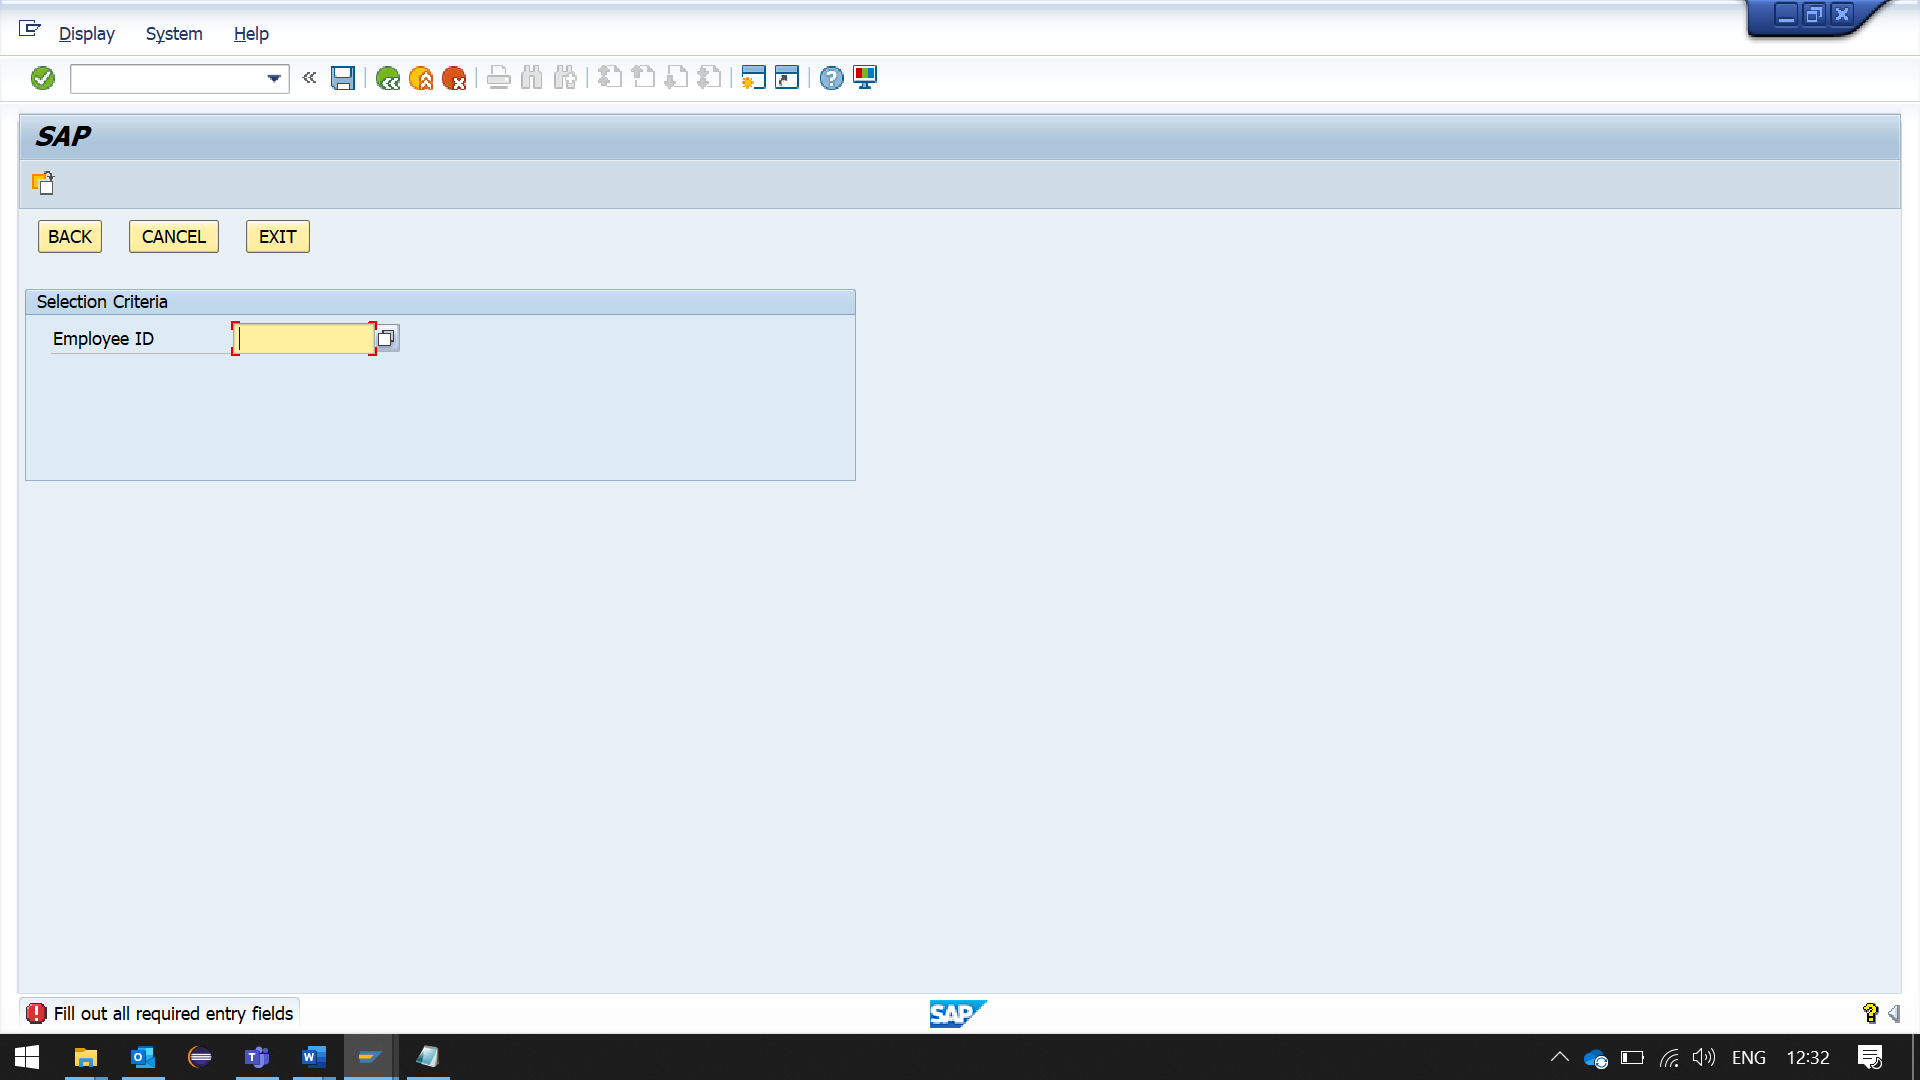 Display System Help
SAP
BACK CANCEL EXIT
Selection Criteria
Employee ID
Fill out all required entry fields
SAP
ENG 12:32